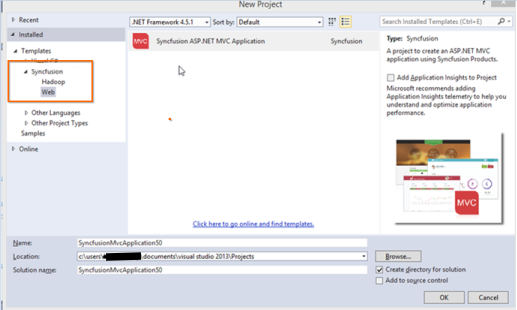 New Project
? ×
Recent
.NET Framework 4.5.1 Sort by: Default
Search Installed Templates (Ctrl+E)
Installed
Templates
Syncfusion
Hadoop
Web
Other Languages
Other Project Types
Samples
Online
MVC Syncfusion ASP.NET MVC Application Syncfusion
Type: Syncfusion
A project to create an ASP.NET MVC
application using Syncfusion Products.
Add Application Insights to Project
Microsoft recommends adding
Application Insights telemetry to help you
understand and optimize application
performance.
MVC
Click here to go online and find templates.
Name: SyncfusionMvcApplication50
Location: c:\users\ .documents\visual studio 2013\Projects Browse...
Solution name: SyncfusionMvcApplication50
Create directory for solution
Add to source control
OK Cancel